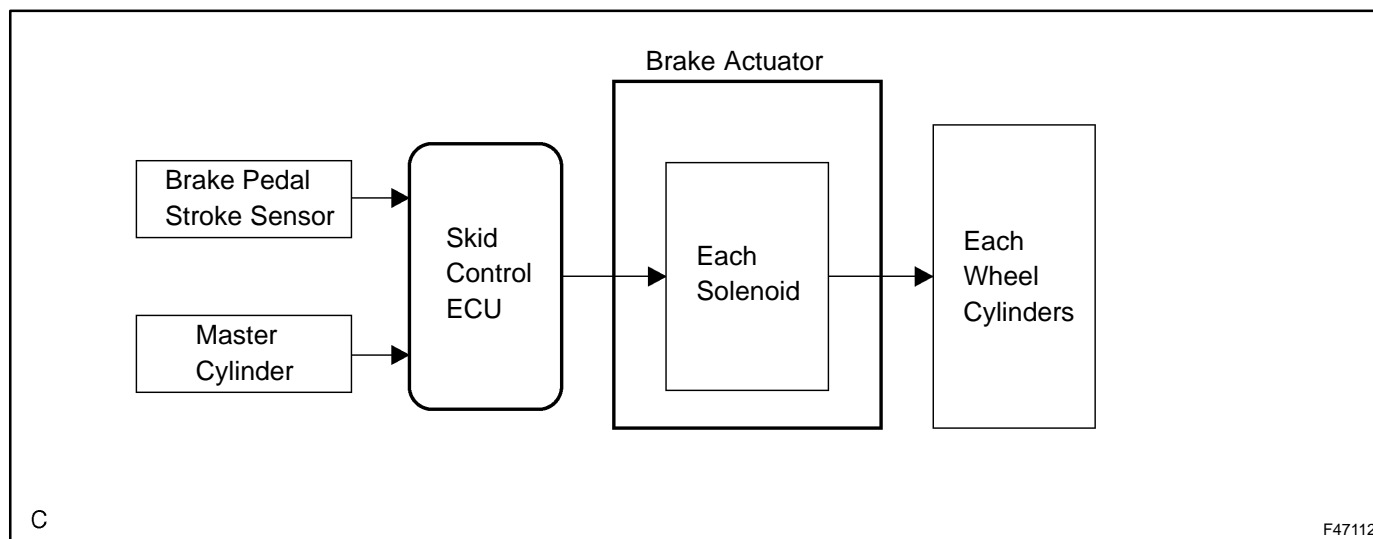 Brake Actuator
Brake Pedal
Stroke Sensor
Master
Cylinder
Skid
Control
ECU
Each
Solenoid
Each
Wheel
Cylinders
C
F47112